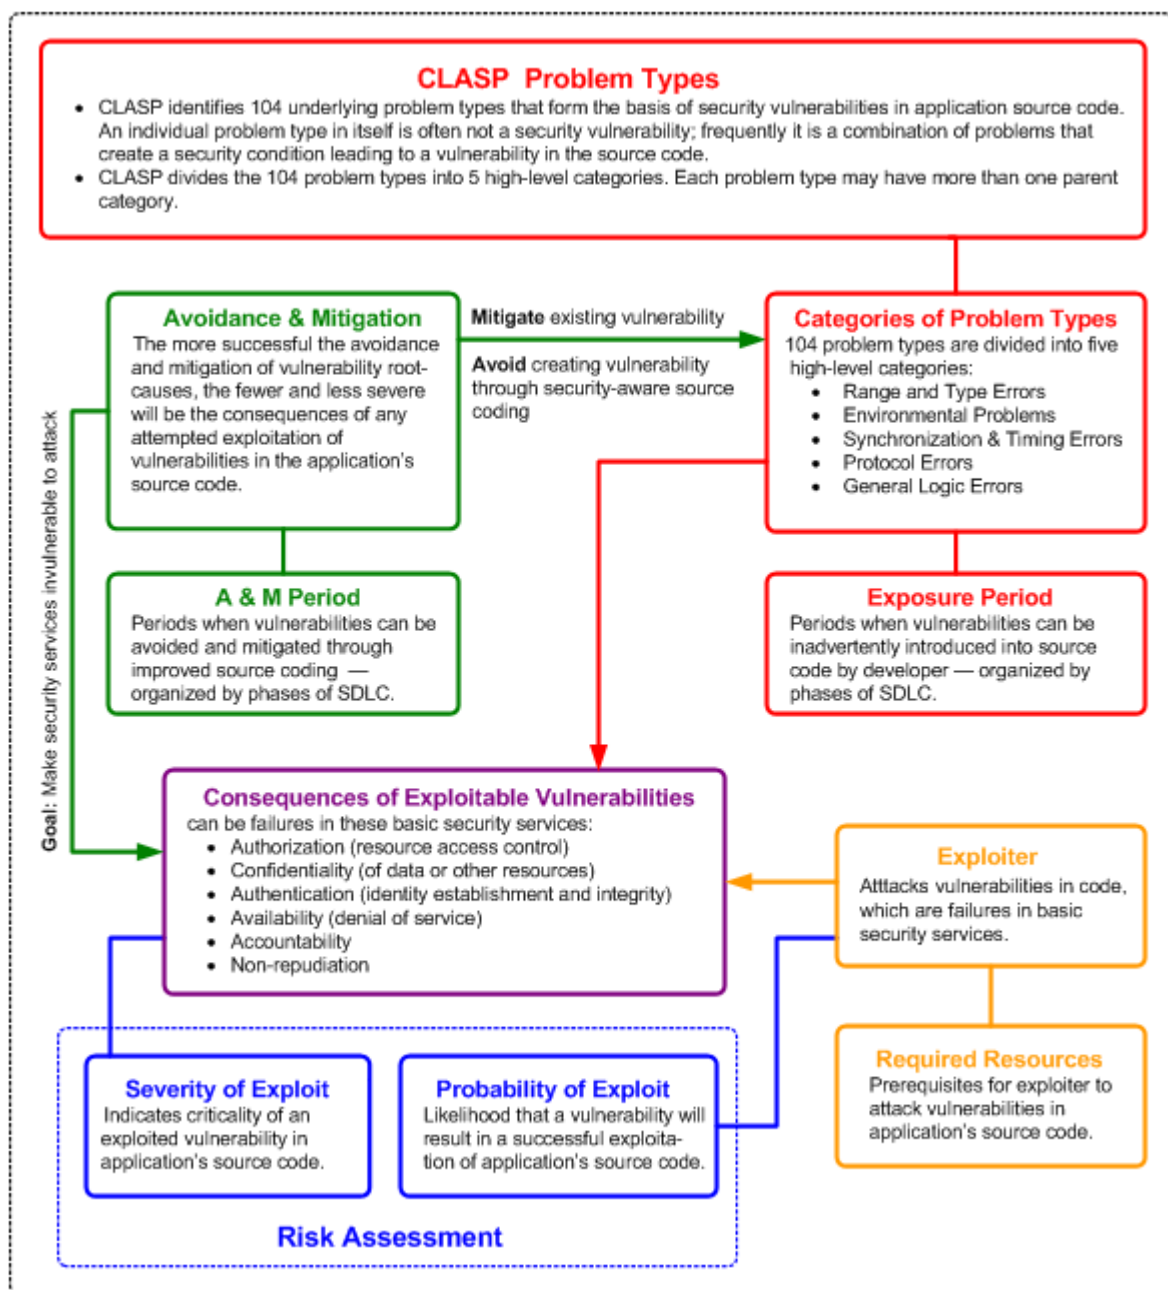 CLASP Problem Types
• CLASP identifies 104 underlying problem types that form the basis of security vulnerabilities in application source code.
An individual problem type in itself is often not a security vulnerability; frequently it is a combination of problems that
create a security condition leading to a vulnerability in the source code.
• CLASP divides the 104 problem types into 5 high-level categories. Each problem type may have more than one parent
category.
Avoidance & Mitigation
The more successful the avoidance
and mitigation of vulnerability root-
causes, the fewer and less severe
will be the consequences of any
attempted exploitation of
vulnerabilities in the application's
source code.
Mitigate existing vulnerability
Avoid creating vulnerability
through security-aware source
coding
Categories of Problem Types
104 problem types are divided into five
high-level categories:
• Range and Type Errors
• Environmental Problems
• Synchronization & Timing Errors
• Protocol Errors
• General Logic Errors
Goal: Make security services invulnerable to attack
A & M Period
Periods when vulnerabilities can be
avoided and mitigated through
improved source coding —
organized by phases of SDLC.
Exposure Period
Periods when vulnerabilities can be
inadvertently introduced into source
code by developer — organized by
phases of SDLC.
Consequences of Exploitable Vulnerabilities
can be failures in these basic security services:
• Authorization (resource access control)
• Confidentiality (of data or other resources)
• Authentication (identity establishment and integrity)
• Availability (denial of service)
• Accountability
• Non-repudiation
Exploiter
Atttacks vulnerabilities in code,
which are failures in basic
security services.
Required Resources
Prerequisites for exploiter to
attack vulnerabilities in
application's source code.
Severity of Exploit
Indicates criticality of an
exploited vulnerability in
application's source code.
Probability of Exploit
Likelihood that a vulnerability will
result in a successful exploita-
tion of application's source code.
Risk Assessment